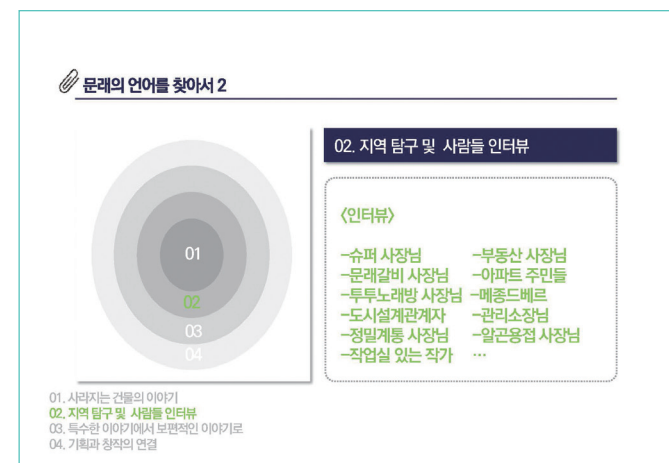 문래의 언어를 찾아서 2
02. 지역 탐구 및 사람들 인터뷰
01
02
03
04
〈인터뷰〉
-슈퍼 사장님 -부동산 사장님
-문래갈비 사장님 -아파트 주민들
-투투노래방 사장님 -메종드베르
-도시설계관계자 -관리소장님
-정밀계통 사장님 -알곤용접 사장님
-작업실 있는 작가 …
01. 사라지는 건물의 이야기
02. 지역 탐구 및 사람들 인터뷰
03. 특수한 이야기에서 보편적인 이야기로
04. 기획과 창작의 연결